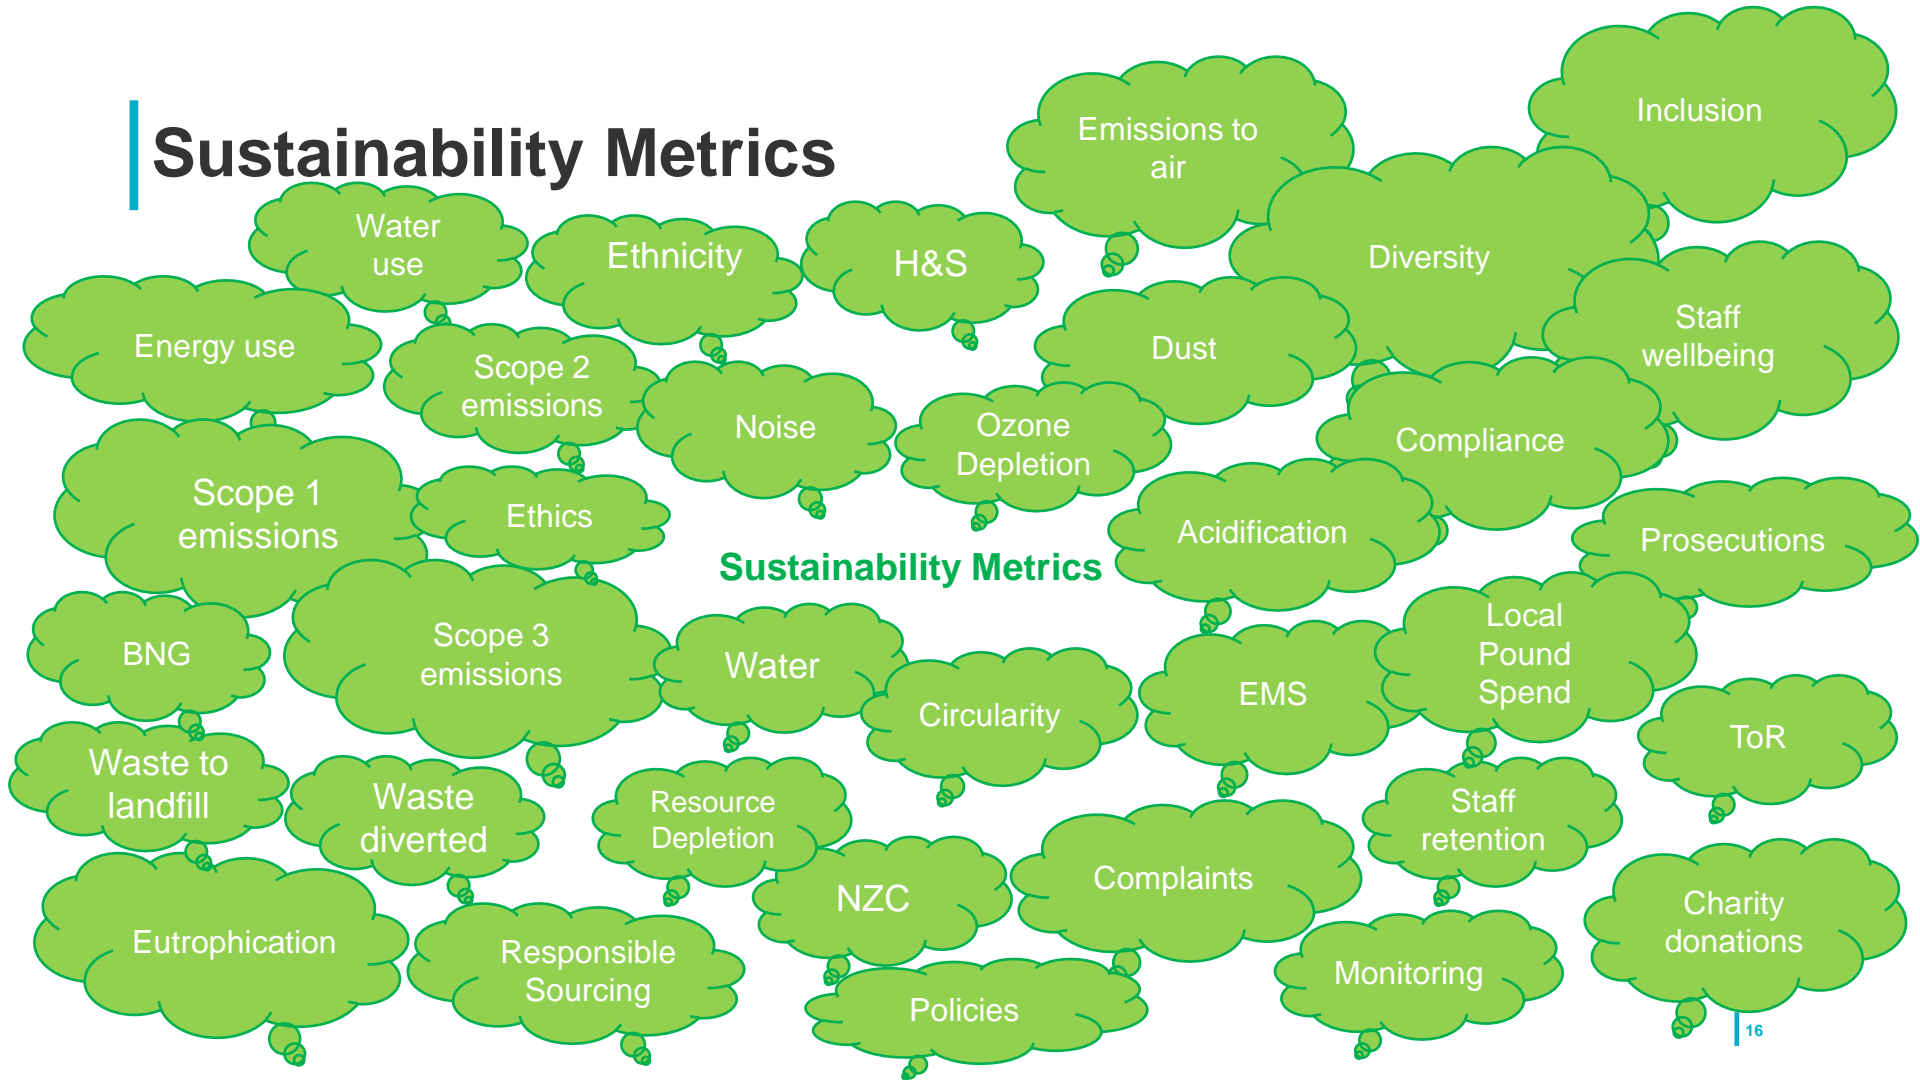 Sustainability Metrics
Inclusion
Emissions to
air
Water
use
Ethnicity
H&S
Diversity
Energy use
Scope 2
emissions
Noise
Dust
Staff
wellbeing
Ozone
Depletion
Compliance
Scope 1
emissions
Ethics
Acidification
Prosecutions
Sustainability Metrics
BNG
Scope 3
emissions
Water
Circularity
EMS
Local
Pound
Spend
ToR
Waste to
landfill
Waste
diverted
Resource
Depletion
NZC
Complaints
Staff
retention
Charity
donations
Eutrophication
Responsible
Sourcing
Policies
Monitoring
16